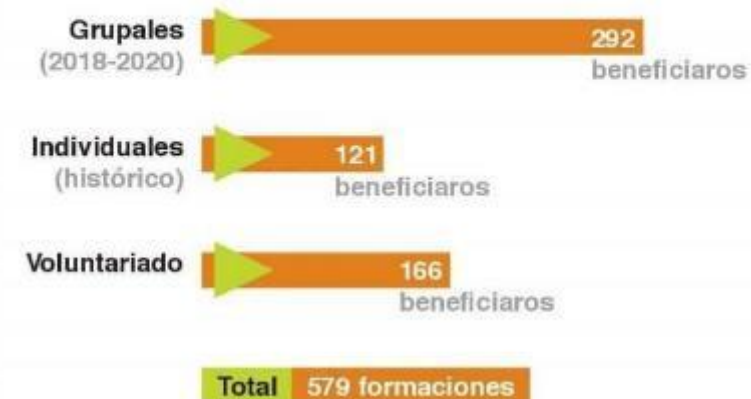 Grupales
(2018-2020)
292
beneficiaros
Individuales
(histórico)
121
beneficiaros
Voluntariado
166
beneficiaros
Total 579 formaciones